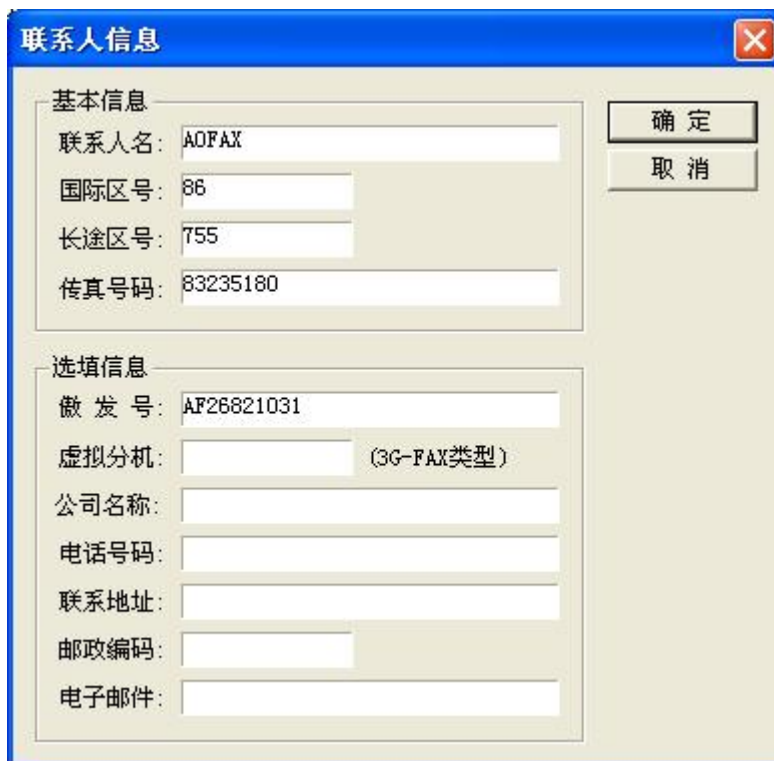 联系人信息
基本信息
确 定
联系人名: AOFAX
取 消
国际区号: 86
长途区号: 755
传真号码: 83235180
选填信息
傲 发 号: AF26821031
虚拟分机: (3G-FAX类型)
公司名称:
电话号码:
联系地址:
邮政编码:
电子邮件: